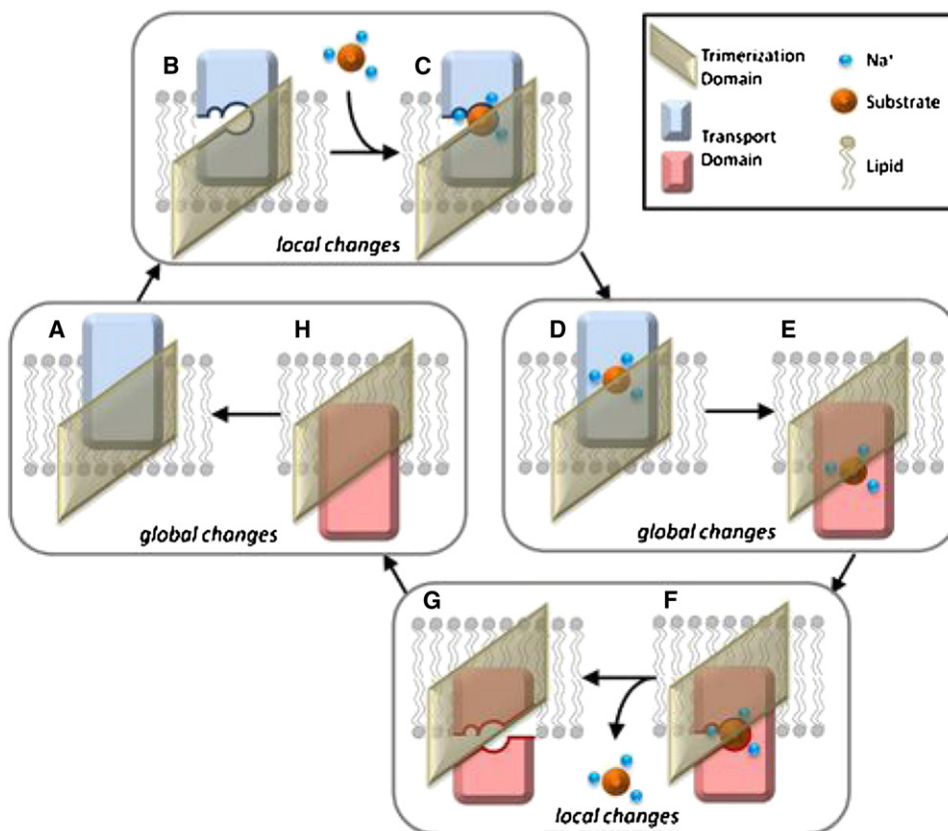 B
C
local changes
Trimerization
Domain
Transport
Domain
Na⁺
Substrate
Lipid
A
H
global changes
D
E
global changes
G
F
local changes